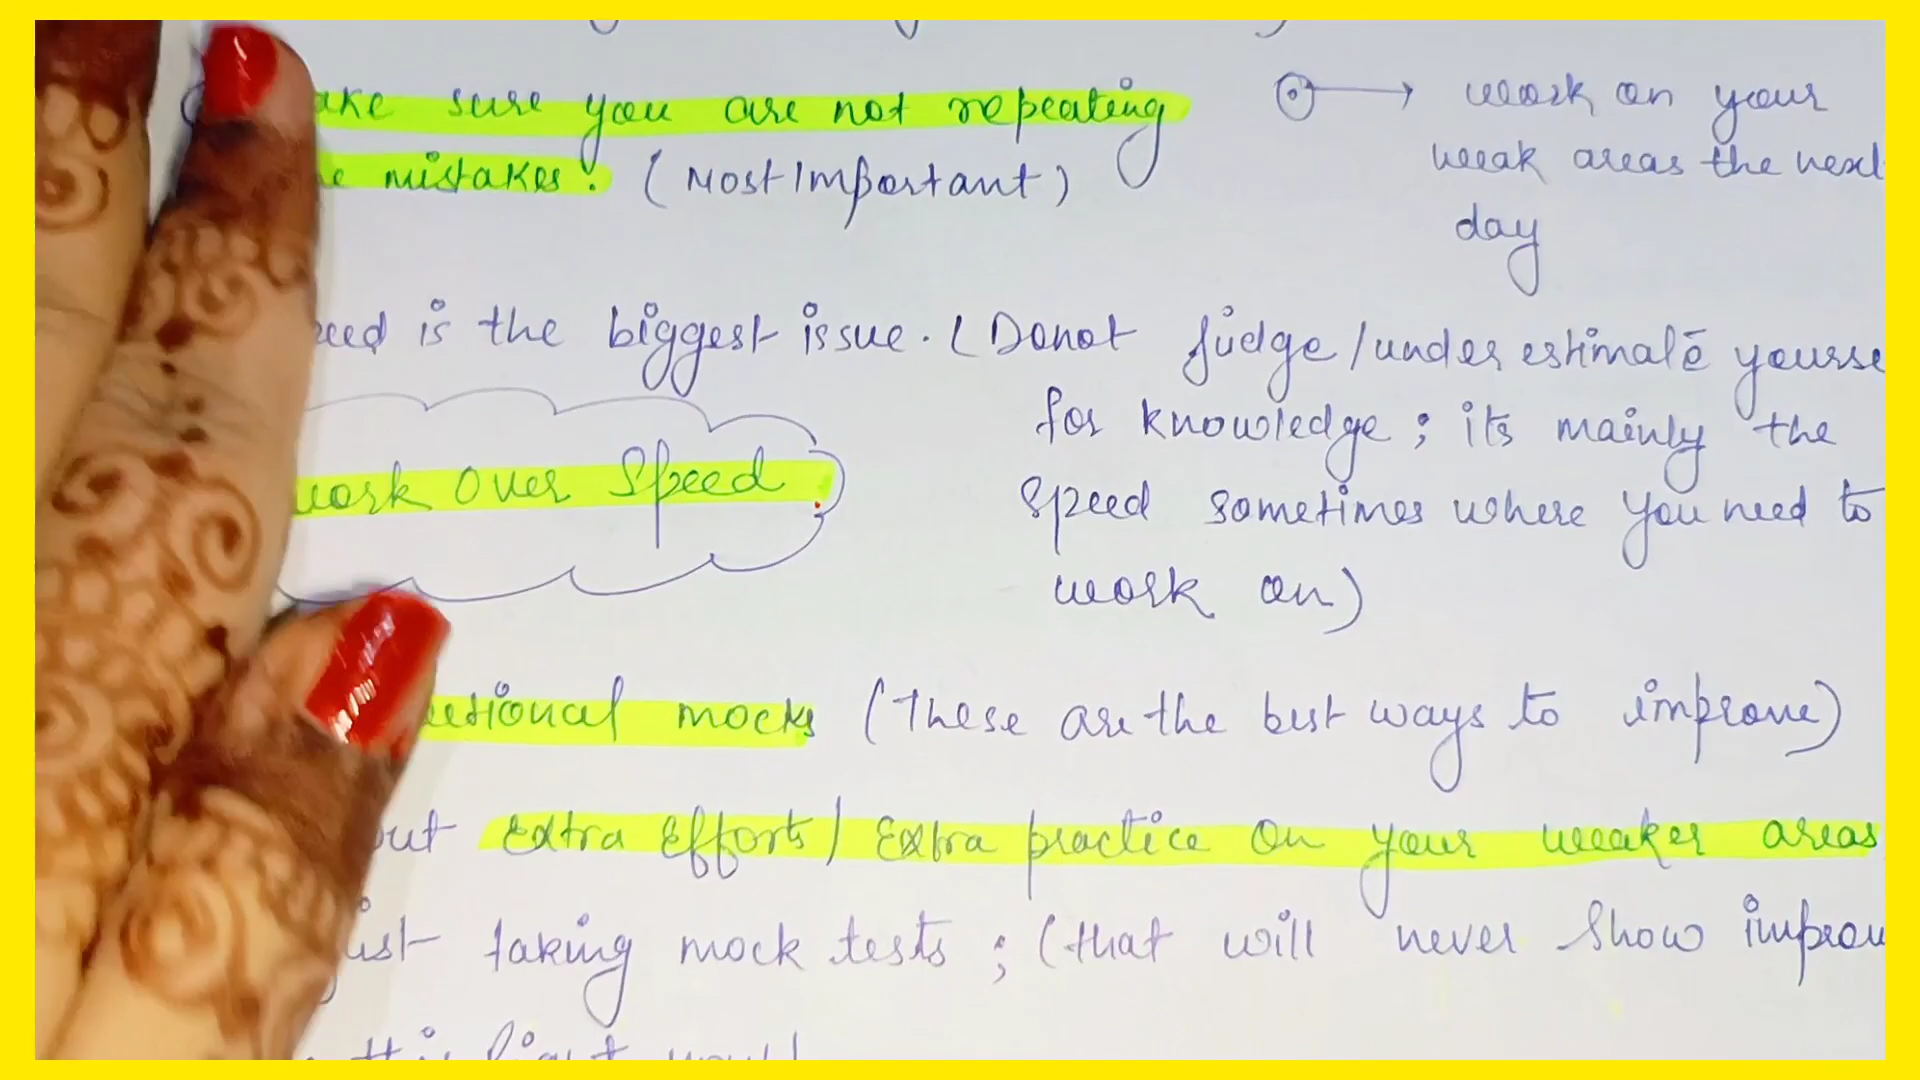 ake sure you are not repeating
mistakes. (Most Important)
work on your
weak areas the next
day
eed is the biggest issue. (Donot judge/underestimate yourse
for knowledge; its mainly the
speed sometimes where you need to
work on)
work over Speed
ectional mocks (These are the best ways to improve)
out extra efforts/ Extra practice on your weaker areas
ust taking mock tests; (that will never show improv